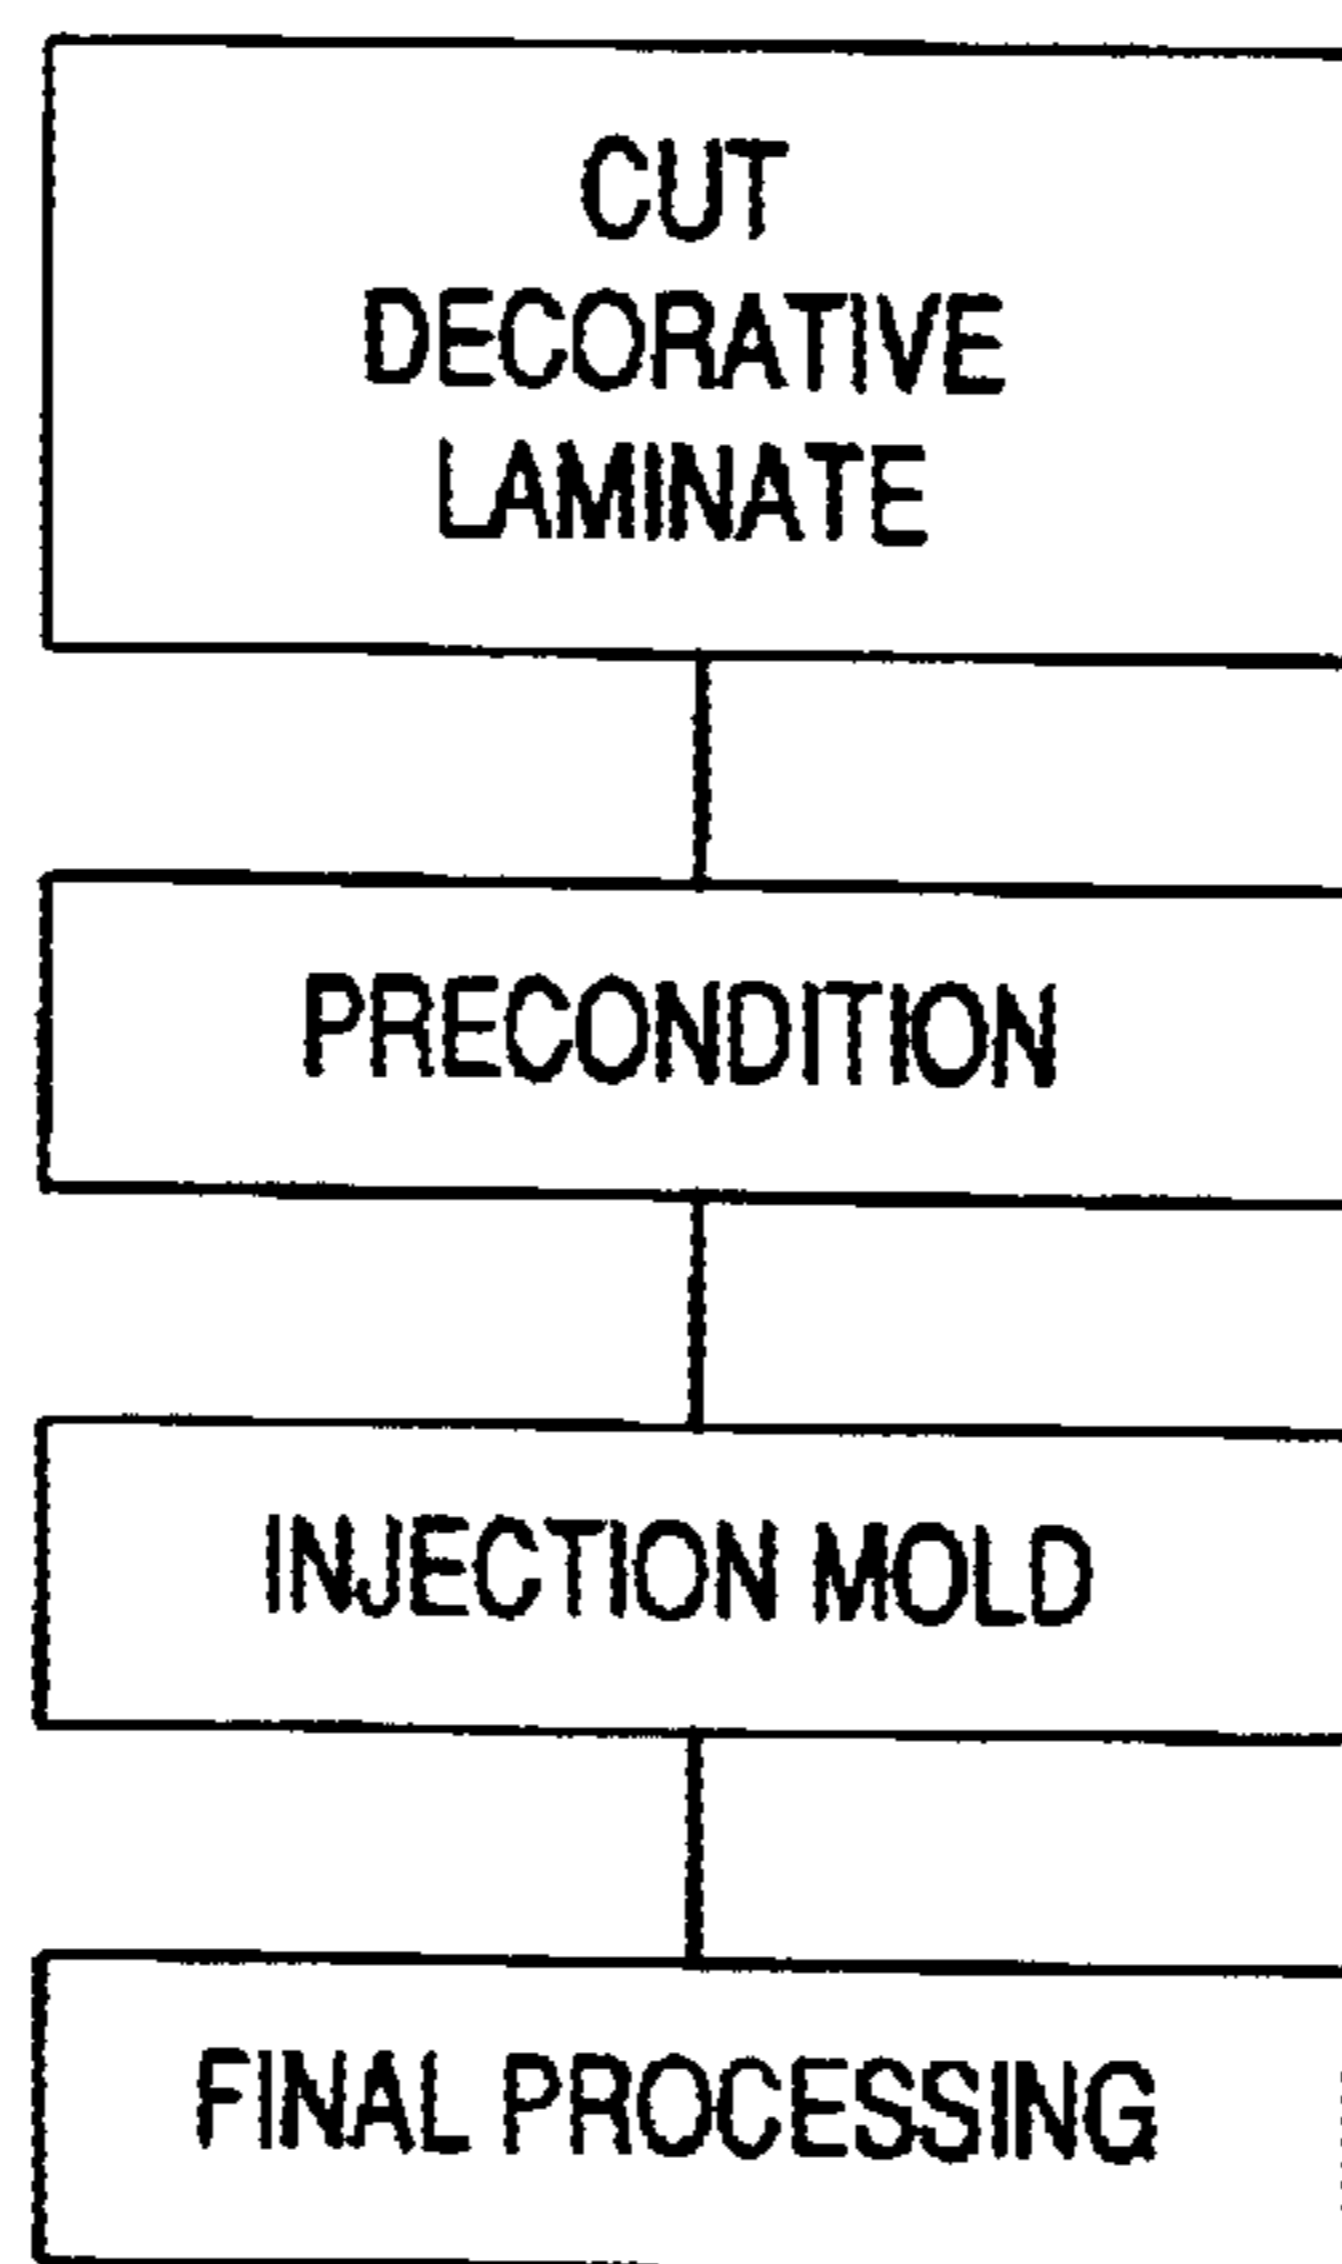 CUT
DECORATIVE
LAMINATE
PRECONDITION
INJECTION MOLD
FINAL PROCESSING